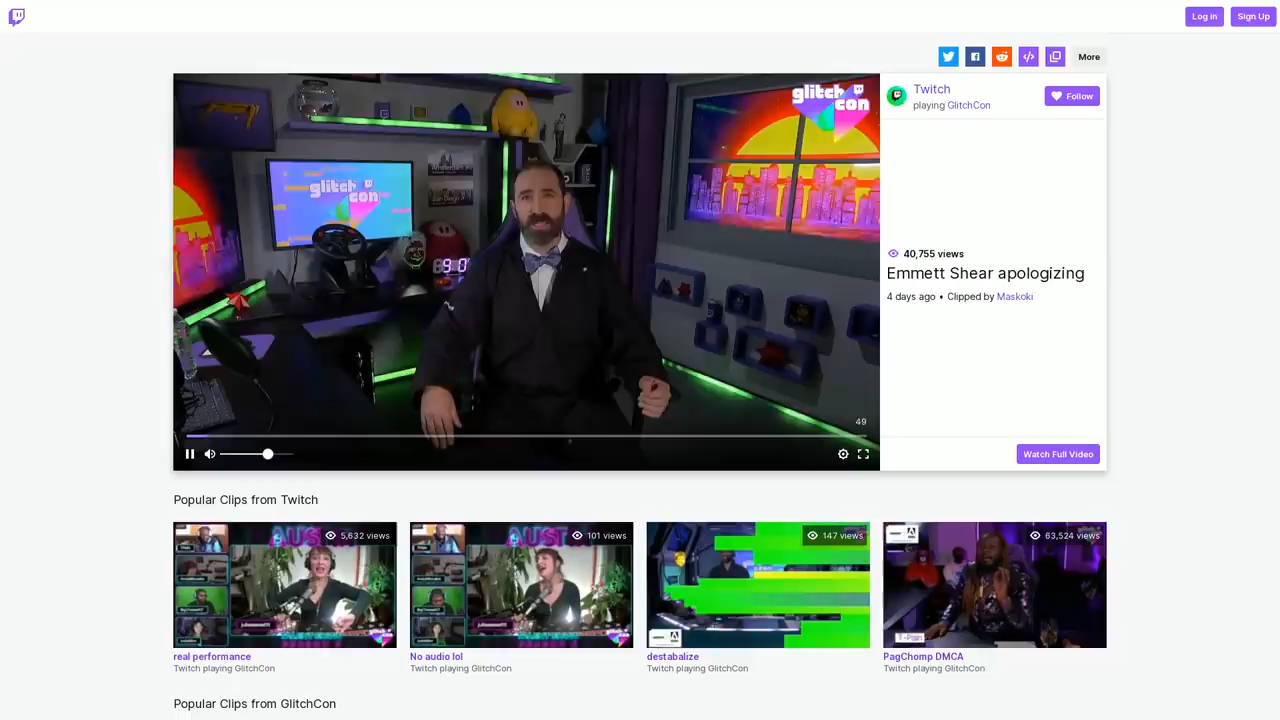 Log in
Sign Up
More
glitch
con
Twitch
playing GlitchCon
Follow
glitch
con
40,755 views
Emmett Shear apologizing
4 days ago • Clipped by Maskoki
49
Watch Full Video
Popular Clips from Twitch
5,632 views
101 views
147 views
63,524 views
T-Pain
real performance
No audio lol
destabalize
PagChomp DMCA
Twitch playing GlitchCon
Twitch playing GlitchCon
Twitch playing GlitchCon
Twitch playing GlitchCon
Popular Clips from GlitchCon